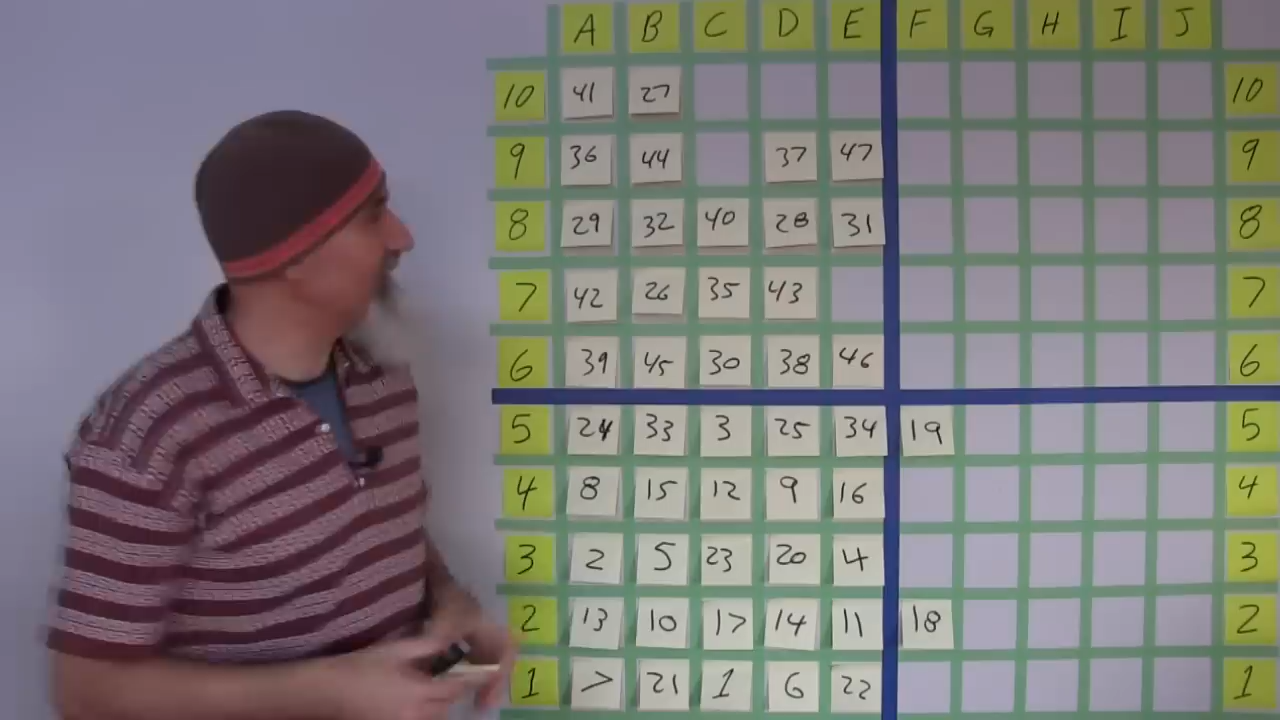 A B C D E F G H I J
10 41 27 10
9 36 44 37 47 9
8 29 32 40 28 31 8
7 42 26 35 43 7
6 39 45 30 38 46 6
5 24 33 3 25 34 19 5
4 8 15 12 9 16 4
3 2 5 23 20 4 3
2 13 10 17 14 11 18 2
1 7 21 1 6 22 1